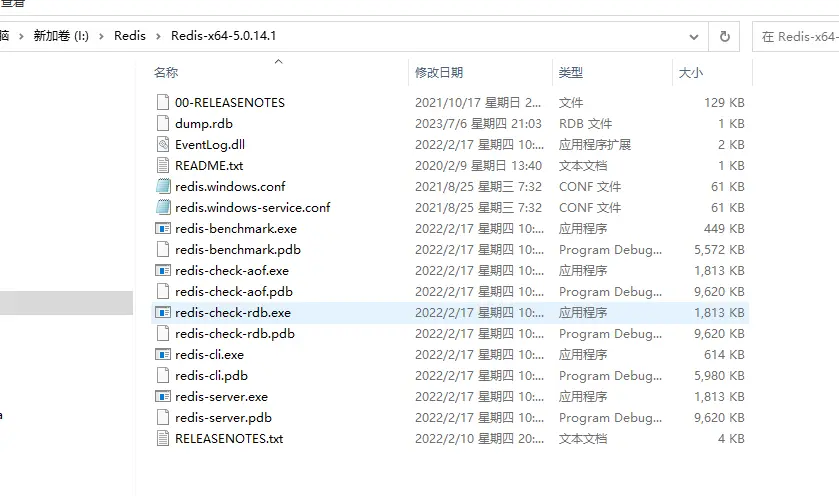 查看
脑 › 新加卷 (I:) › Redis › Redis-x64-5.0.14.1
在 Redis-x64-
名称 修改日期 类型 大小
00-RELEASENOTES 2021/10/17 星期日 2... 文件 129 KB
dump.rdb 2023/7/6 星期四 21:03 RDB 文件 1 KB
EventLog.dll 2022/2/17 星期四 10:... 应用程序扩展 2 KB
README.txt 2020/2/9 星期日 13:40 文本文档 1 KB
redis.windows.conf 2021/8/25 星期三 7:32 CONF 文件 61 KB
redis.windows-service.conf 2021/8/25 星期三 7:32 CONF 文件 61 KB
redis-benchmark.exe 2022/2/17 星期四 10:... 应用程序 449 KB
redis-benchmark.pdb 2022/2/17 星期四 10:... Program Debug... 5,572 KB
redis-check-aof.exe 2022/2/17 星期四 10:... 应用程序 1,813 KB
redis-check-aof.pdb 2022/2/17 星期四 10:... Program Debug... 9,620 KB
redis-check-rdb.exe 2022/2/17 星期四 10:... 应用程序 1,813 KB
redis-check-rdb.pdb 2022/2/17 星期四 10:... Program Debug... 9,620 KB
redis-cli.exe 2022/2/17 星期四 10:... 应用程序 614 KB
redis-cli.pdb 2022/2/17 星期四 10:... Program Debug... 5,980 KB
redis-server.exe 2022/2/17 星期四 10:... 应用程序 1,813 KB
redis-server.pdb 2022/2/17 星期四 10:... Program Debug... 9,620 KB
RELEASENOTES.txt 2022/2/10 星期四 20:... 文本文档 4 KB